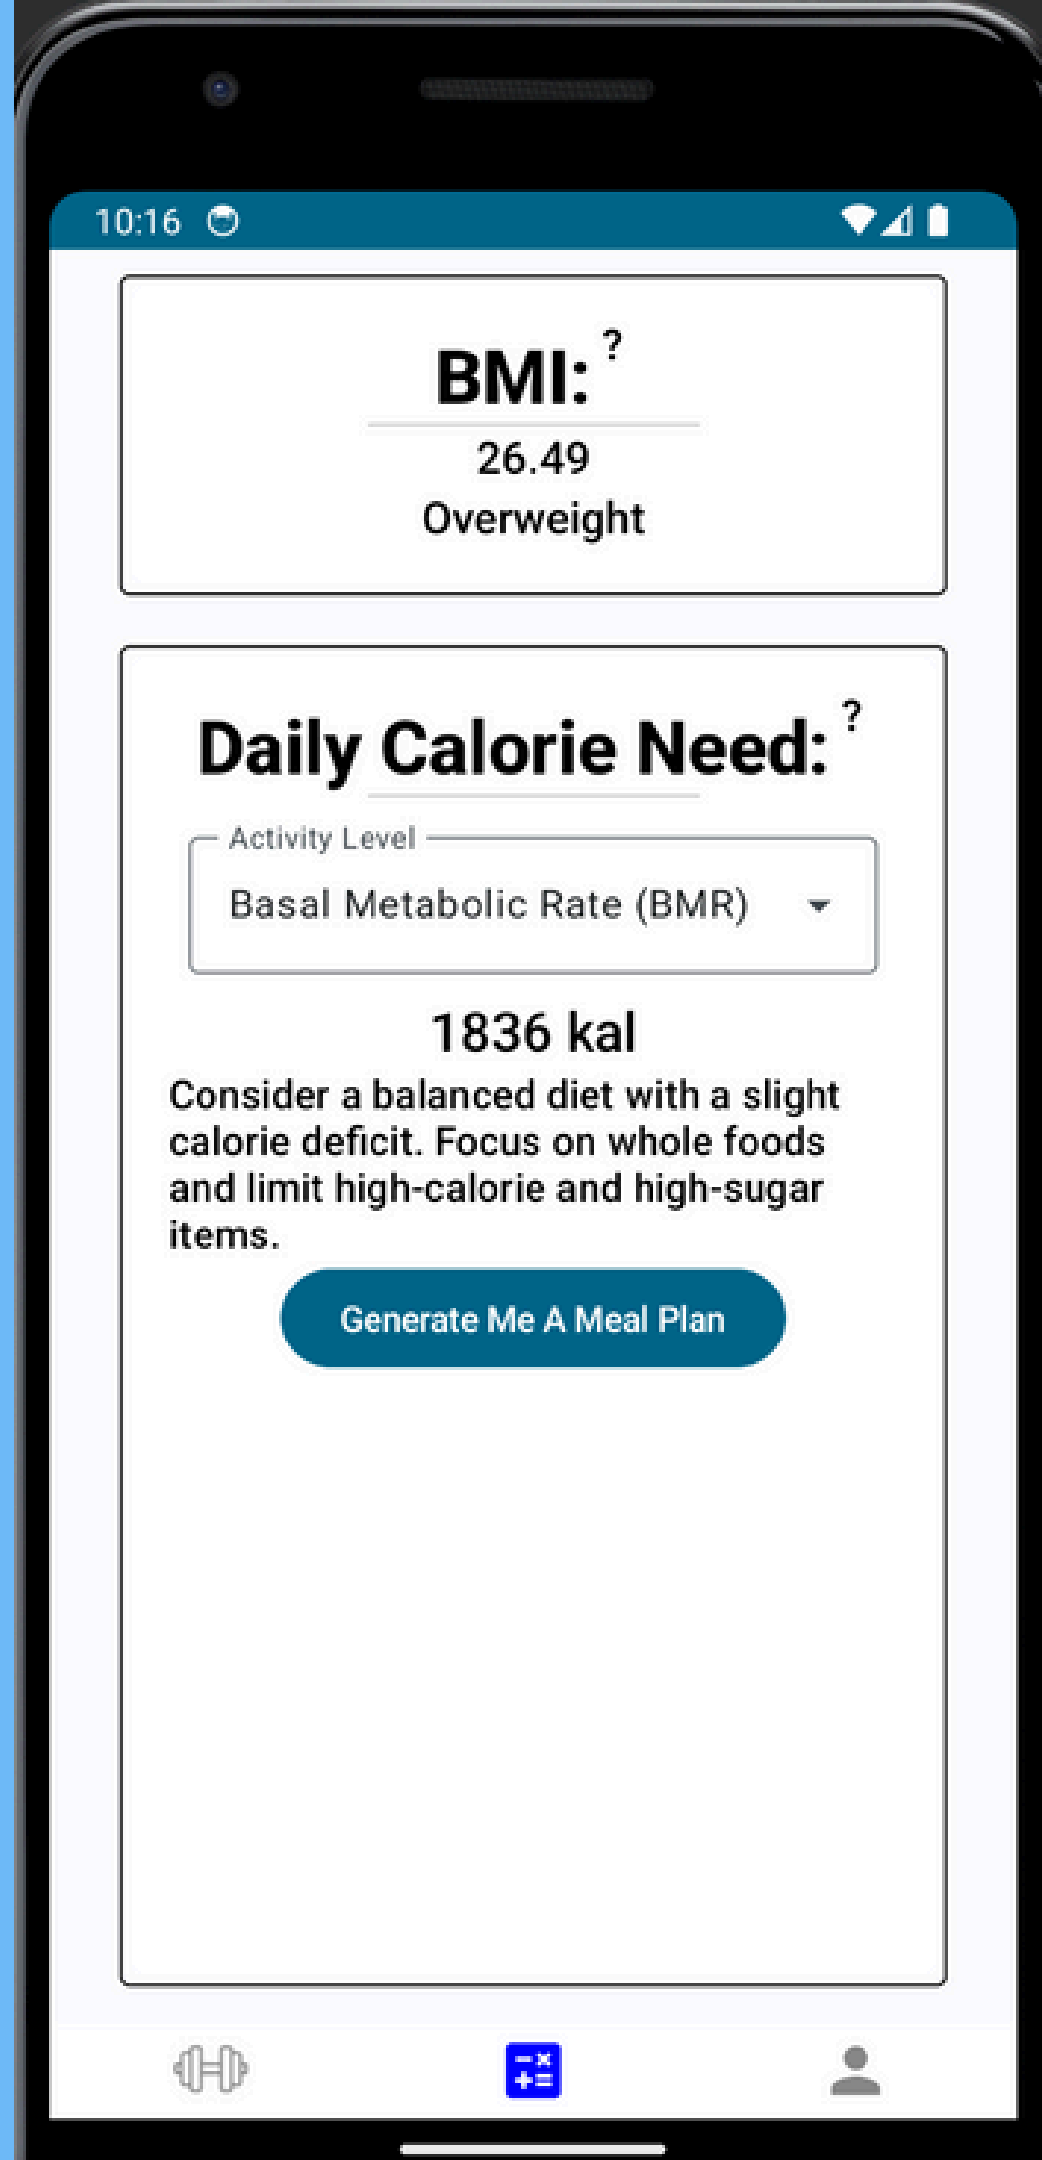 10:16
BMI: ?
26.49
Overweight
Daily Calorie Need: ?
Activity Level
Basal Metabolic Rate (BMR)
1836 kal
Consider a balanced diet with a slight
calorie deficit. Focus on whole foods
and limit high-calorie and high-sugar
items.
Generate Me A Meal Plan